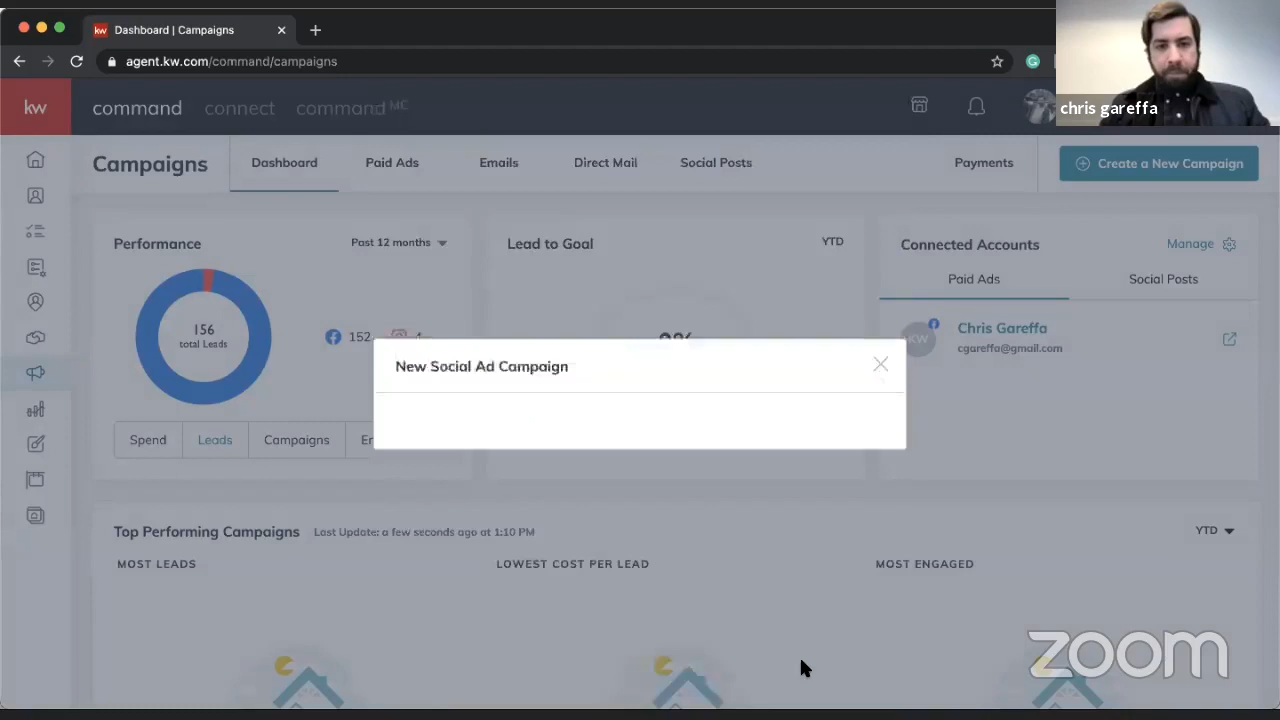 kw Dashboard | Campaigns
agent.kw.com/command/campaigns
chris gareffa
kw command connect command MC
Campaigns Dashboard Paid Ads Emails Direct Mail Social Posts Payments Create a New Campaign
Performance Past 12 months
156
total Leads
152
Spend Leads Campaigns
Lead to Goal YTD
Connected Accounts Manage
Paid Ads Social Posts
KW
Chris Gareffa
cgareffa@gmail.com
New Social Ad Campaign
Top Performing Campaigns Last Update: a few seconds ago at 1:10 PM YTD
MOST LEADS LOWEST COST PER LEAD MOST ENGAGED
zoom